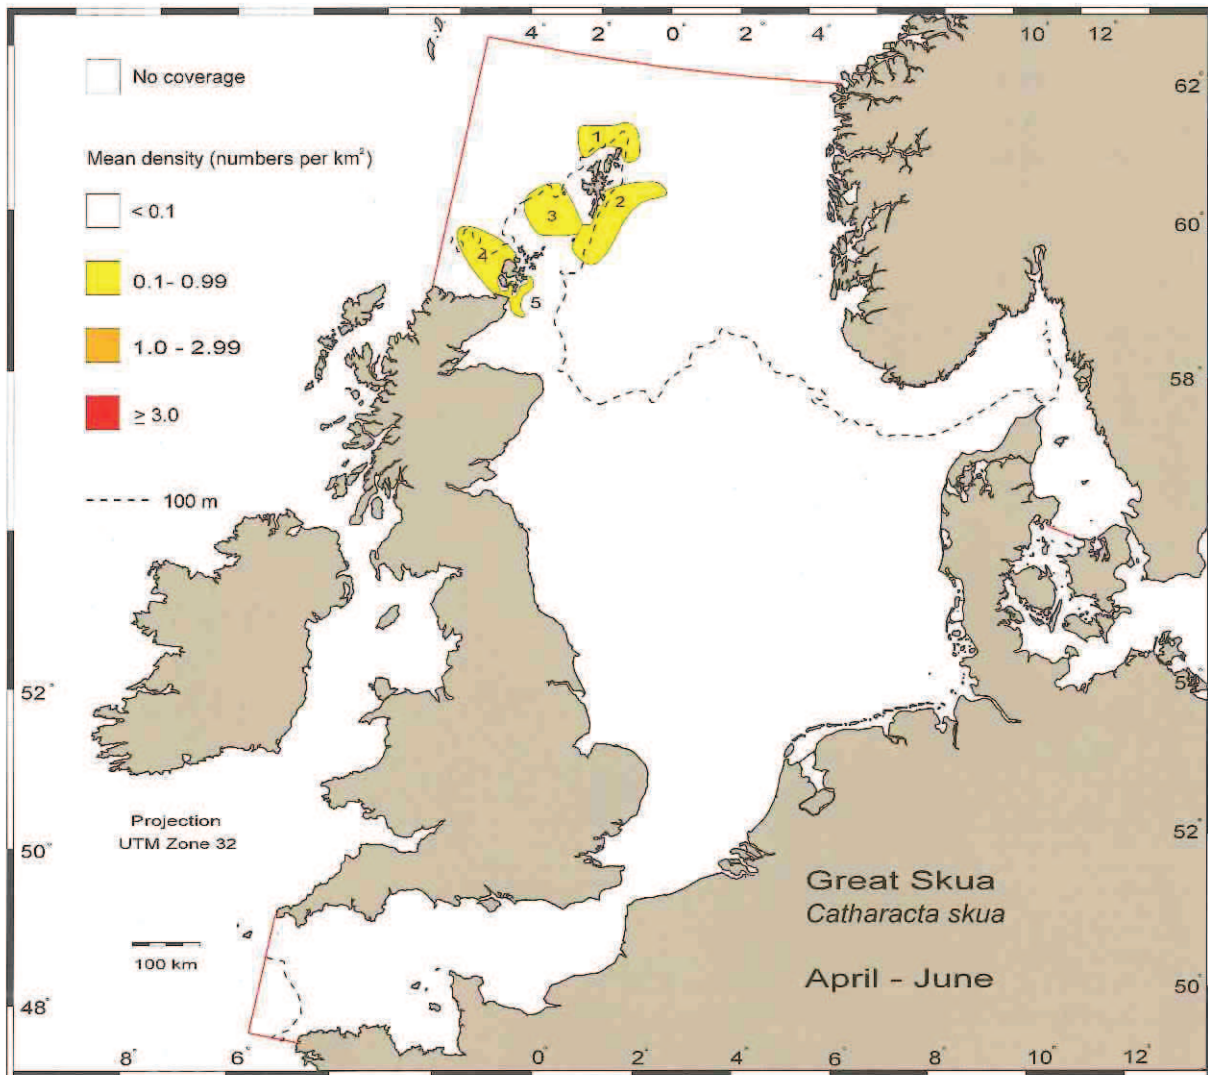 4° 2° 0° 2° 4° 10° 12°
No coverage
62°
Mean density (numbers per km²)
< 0.1
0.1- 0.99
1.0 - 2.99
≥ 3.0
100 m
1
2
3
4
5
60°
58°
52°
Projection
UTM Zone 32
50°
52°
Great Skua
Catharacta skua
100 km
April - June
48°
50°
8° 6° 0° 2° 4° 6° 8° 10° 12°